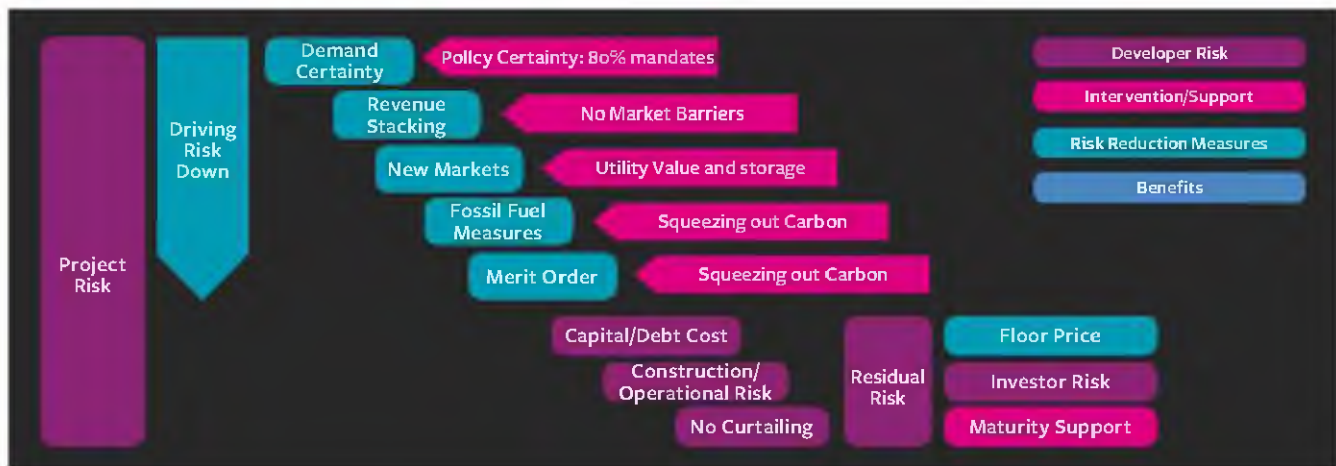 Demand
Certainty
Policy Certainty: 80% mandates
Developer Risk
Revenue
Stacking
No Market Barriers
Intervention/Support
Driving
Risk
Down
New Markets
Utility Value and storage
Risk Reduction Measures
Benefits
Fossil Fuel
Measures
Squeezing out Carbon
Project
Risk
Merit Order
Squeezing out Carbon
Capital/Debt Cost
Construction/
Operational Risk
No Curtailing
Residual
Risk
Floor Price
Investor Risk
Maturity Support